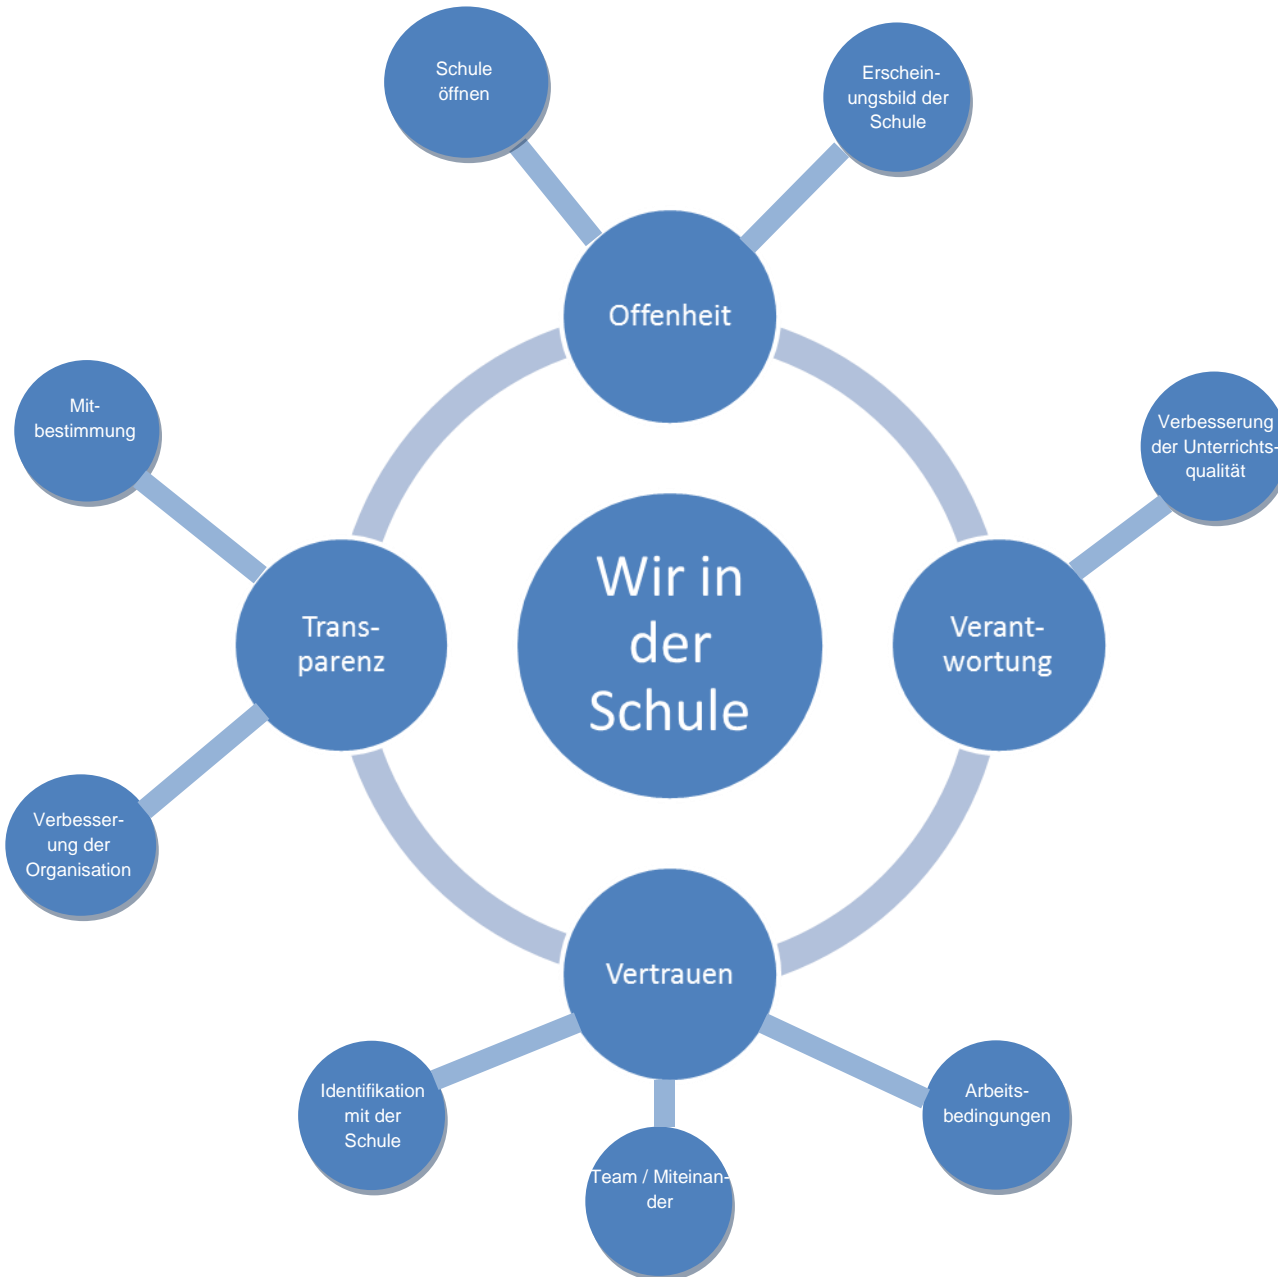 Schule
öffnen
Erschein-
ungsbild der
Schule
Offenheit
Mit-
bestimmung
Verbesserung
der Unterrichts-
qualität
Wir in
der
Schule
Trans-
parenz
Verant-
wortung
Verbesser-
ung der
Organisation
Vertrauen
Identifikation
mit der
Schule
Team / Miteinan-
der
Arbeits-
bedingungen